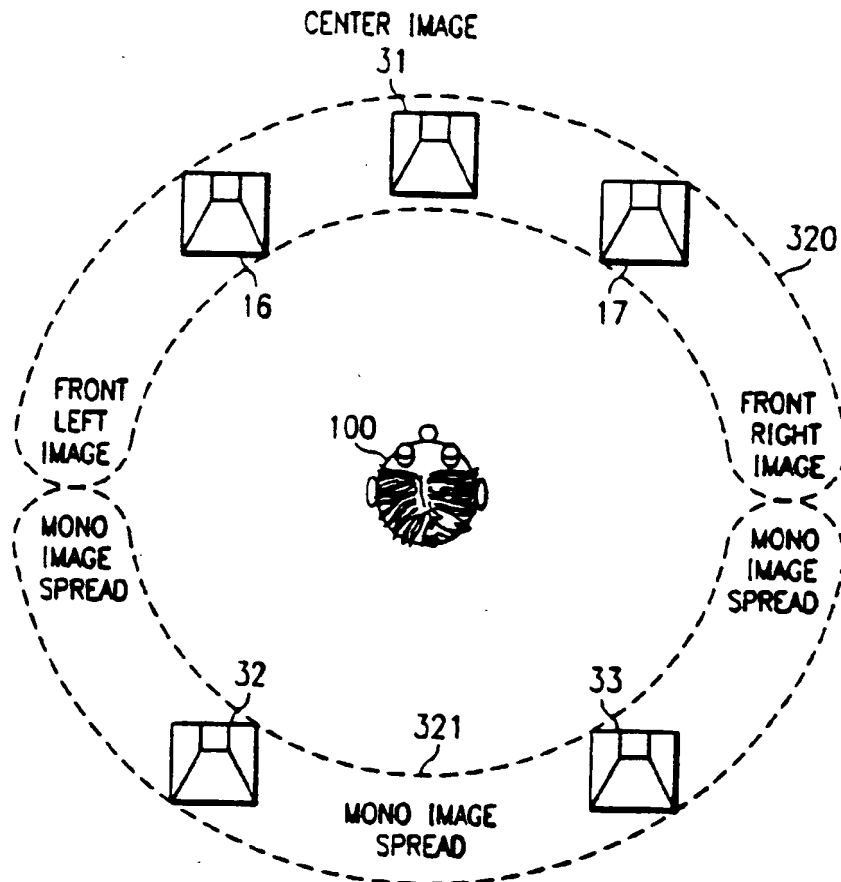 CENTER IMAGE
31
320
16
17
FRONT
LEFT
IMAGE
100
FRONT
RIGHT
IMAGE
MONO
IMAGE
SPREAD
MONO
IMAGE
SPREAD
32
321
33
MONO IMAGE
SPREAD